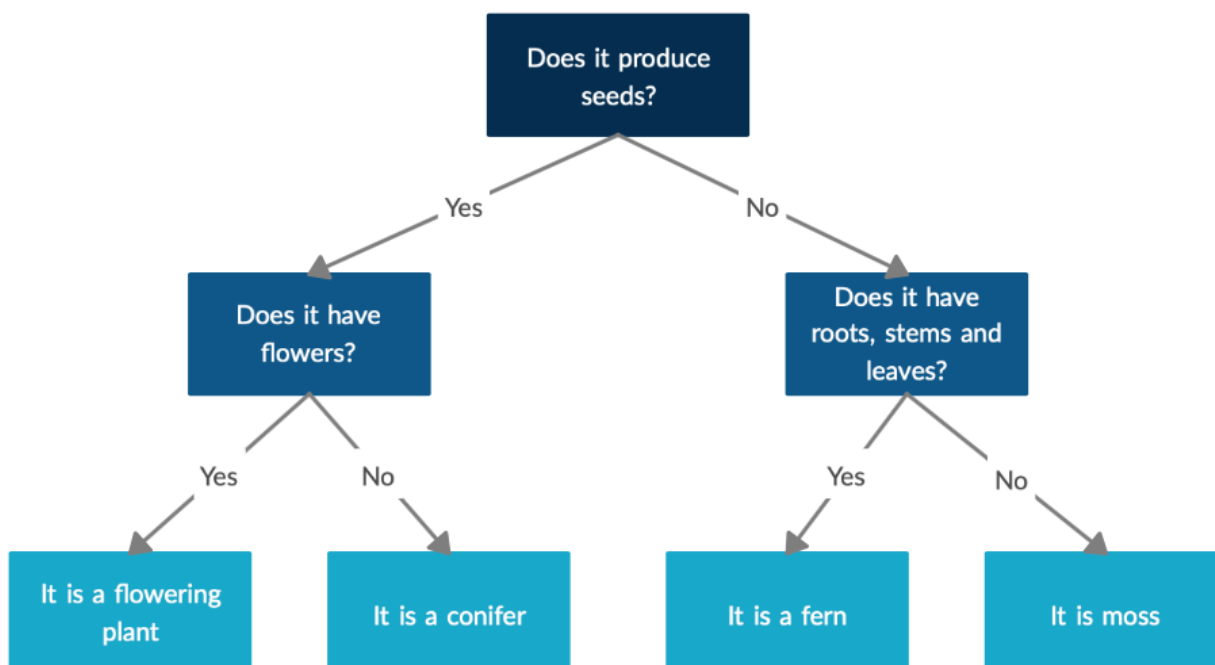 Does it produce
seeds?
Yes
No
Does it have
flowers?
Does it have
roots, stems and
leaves?
Yes
No
Yes
No
It is a flowering
plant
It is a conifer
It is a fern
It is moss